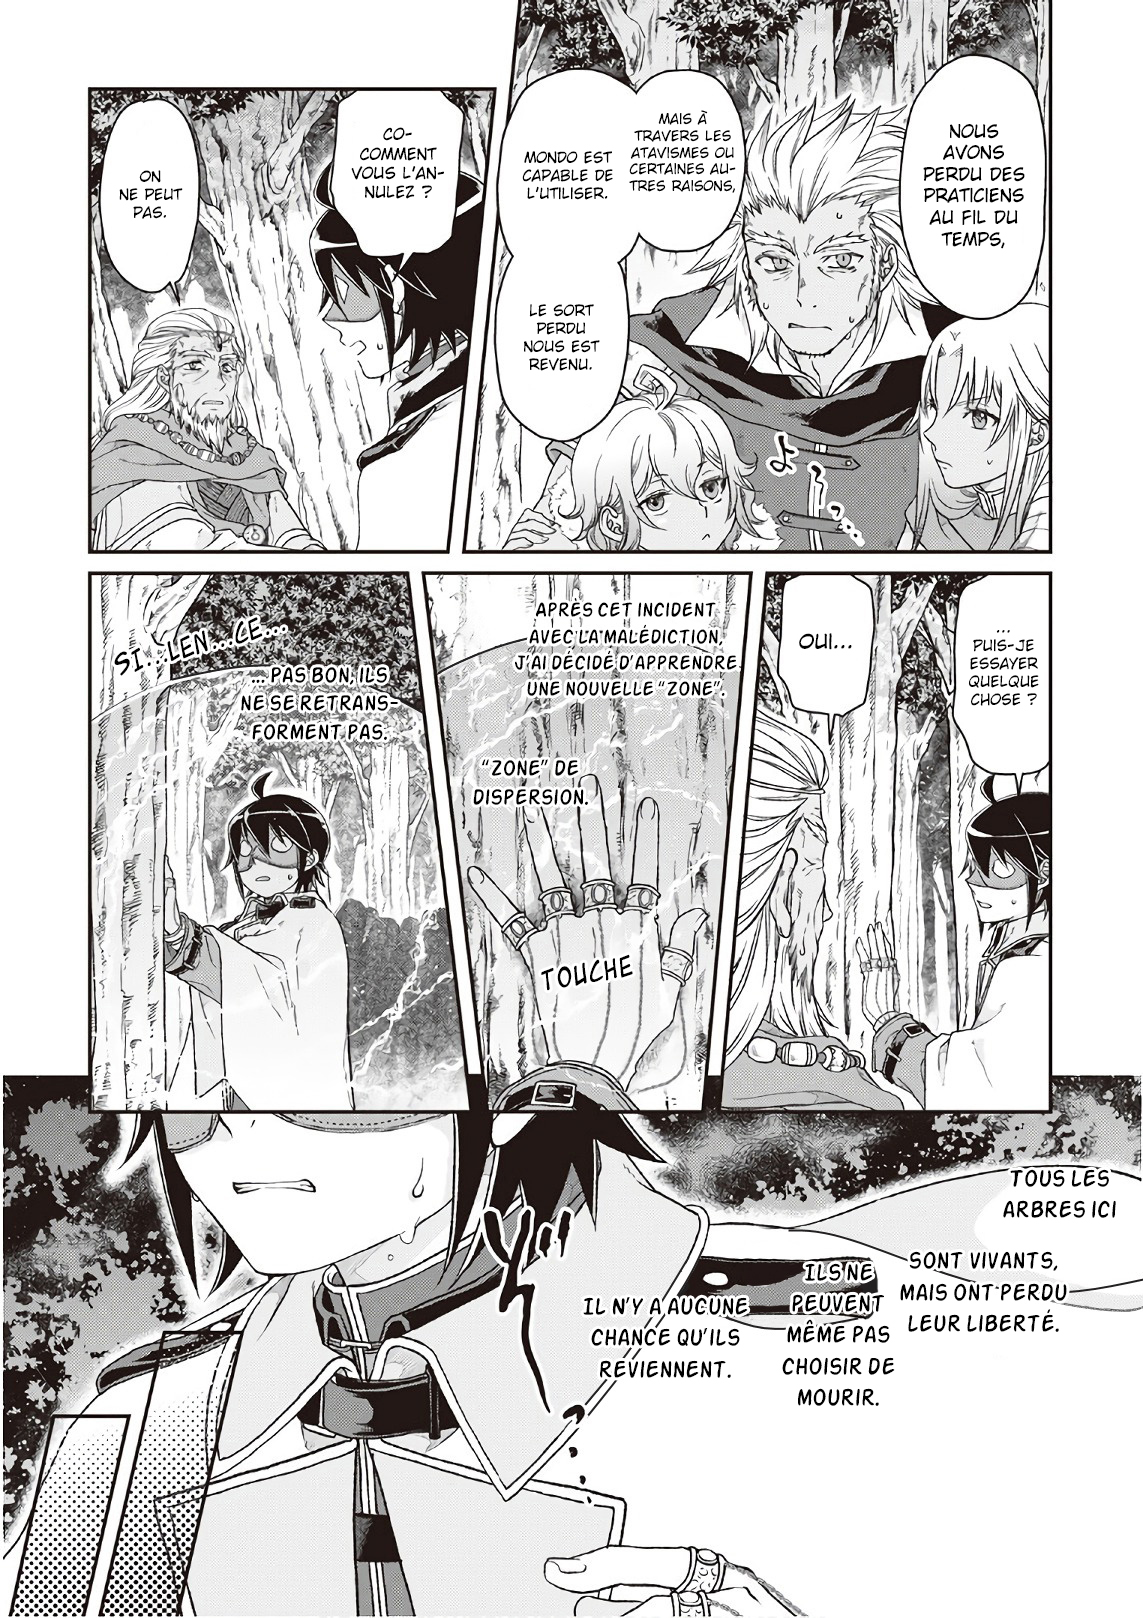 NOUS
AVONS
PERDU DES
PRATICIENS
AU FIL DU
TEMPS,
MAIS À
TRAVERS LES
ATAVISMES OU
CERTAINES AU-
TRES RAISONS,
MONDO EST
CAPABLE DE
L'UTILISER.
LE SORT
PERDU
NOUS EST
REVENU.
よ
CO-
COMMENT
VOUS L'AN-
NULEZ ?
ON
NE PEUT
PAS.
...
PUIS-JE
ESSAYER
QUELQUE
CHOSE ?
OUI...
APRÈS CET INCIDENT
AVEC LA MALÉDICTION,
J'AI DÉCIDÉ D'APPRENDRE
UNE NOUVELLE "ZONE".
"ZONE" DE
DISPERSION.
TOUCHE
SI...LEN...CE...
... PAS BON, ILS
NE SE RETRANS-
FORMENT PAS.
TOUS LES
ARBRES ICI
SONT VIVANTS,
MAIS ONT PERDU
LEUR LIBERTÉ.
ILS NE
PEUVENT
MÊME PAS
CHOISIR DE
MOURIR.
IL N'Y A AUCUNE
CHANCE QU'ILS
REVIENNENT.